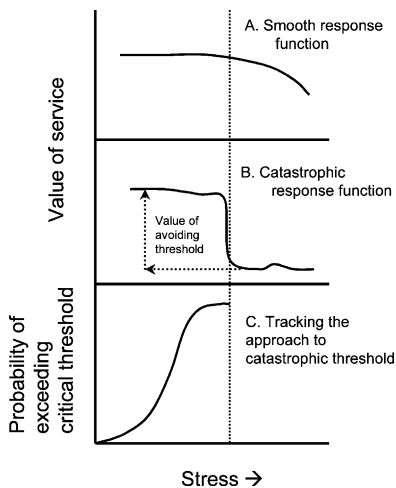 A. Smooth response
function
Value of service
B. Catastrophic
response function
Value of
avoiding
threshold
C. Tracking the
approach to
catastrophic threshold
Probability of
exceeding
critical threshold
Stress →